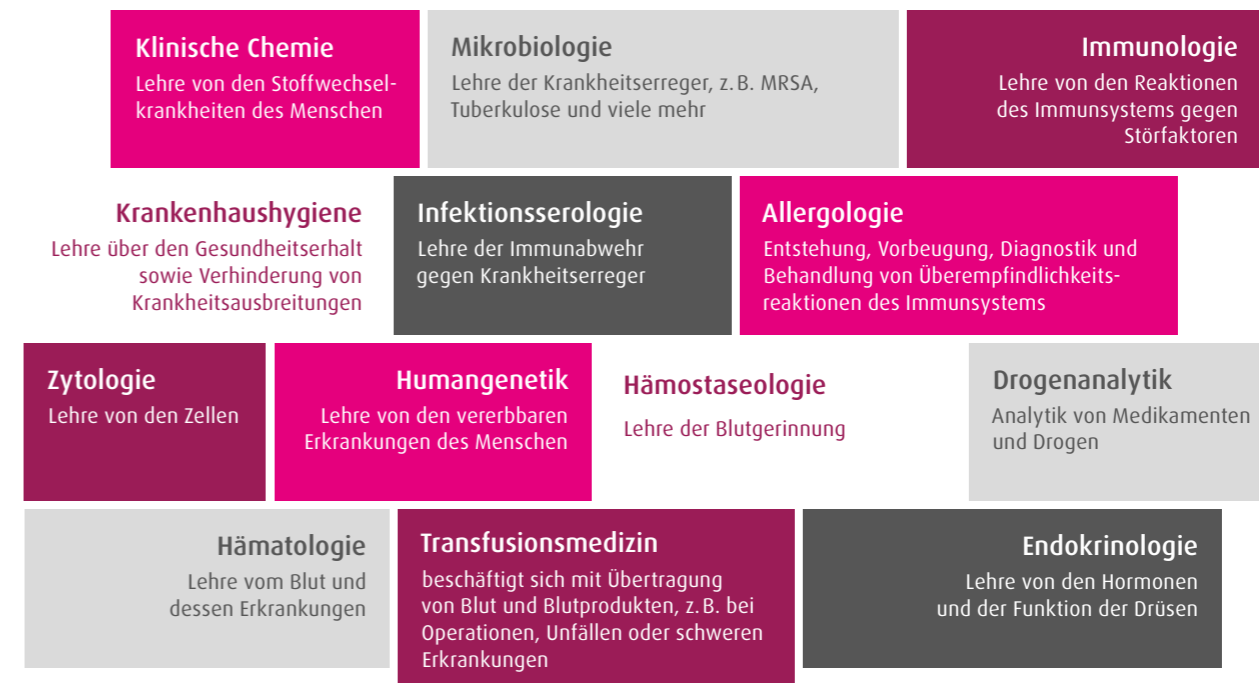 Klinische Chemie
Lehre von den Stoffwechsel-
krankheiten des Menschen
Mikrobiologie
Lehre der Krankheitserreger, z. B. MRSA,
Tuberkulose und viele mehr
Immunologie
Lehre von den Reaktionen
des Immunsystems gegen
Störfaktoren
Krankenhaushygiene
Lehre über den Gesundheitserhalt
sowie Verhinderung von
Krankheitsausbreitungen
Infektionsserologie
Lehre der Immunabwehr
gegen Krankheitserreger
Allergologie
Entstehung, Vorbeugung, Diagnostik und
Behandlung von Überempfindlichkeits-
reaktionen des Immunsystems
Zytologie
Lehre von den Zellen
Humangenetik
Lehre von den vererbbaren
Erkrankungen des Menschen
Hämostaseologie
Lehre der Blutgerinnung
Drogenanalytik
Analytik von Medikamenten
und Drogen
Hämatologie
Lehre vom Blut und
dessen Erkrankungen
Transfusionsmedizin
beschäftigt sich mit Übertragung
von Blut und Blutprodukten, z. B. bei
Operationen, Unfällen oder schweren
Erkrankungen
Endokrinologie
Lehre von den Hormonen
und der Funktion der Drüsen